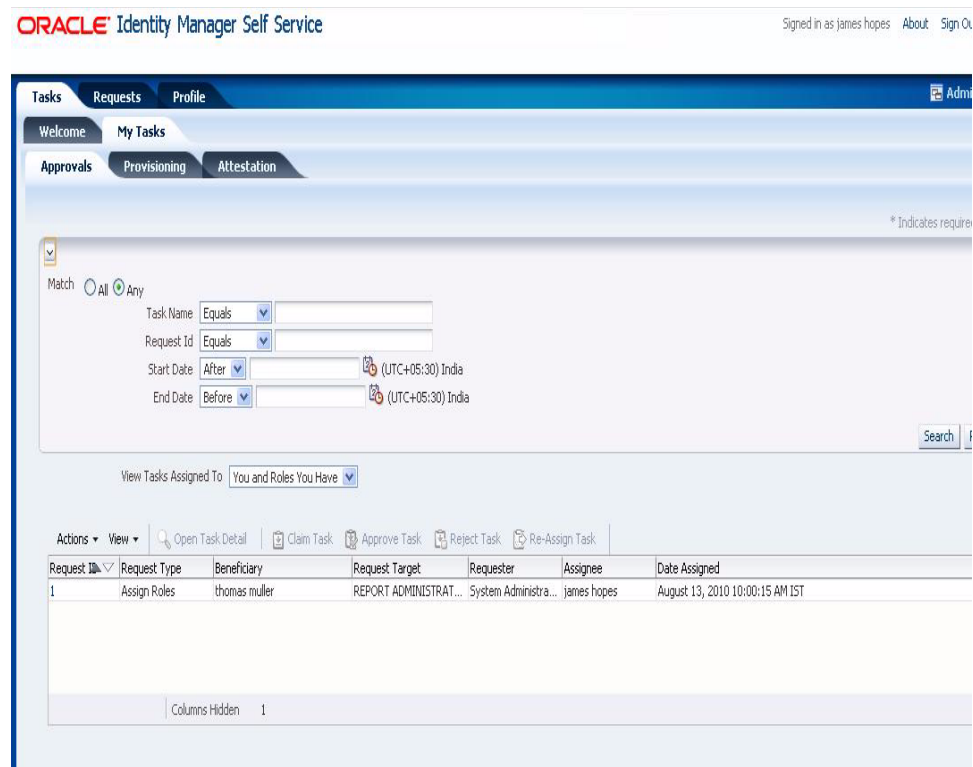 ORACLE Identity Manager Self Service
Signed in as james hopes About Sign
Tasks Requests Profile
Welcome My Tasks
Approvals Provisioning Attestation
* Indicates
Match All Any
Task Name Equals
Request Id Equals
Start Date After (UTC+05:30) India
End Date Before (UTC+05:30) India
Search
View Tasks Assigned To You and Roles You Have
Actions View Open Task Detail Claim Task Approve Task Reject Task Re-Assign Task
Request Request Type Beneficiary Request Target Requester Assignee Date Assigned
1 Assign Roles thomas muller REPORT ADMINISTRAT... System Administra... james hopes August 13, 2010 10:00:15 AM IST
Columns Hidden 1